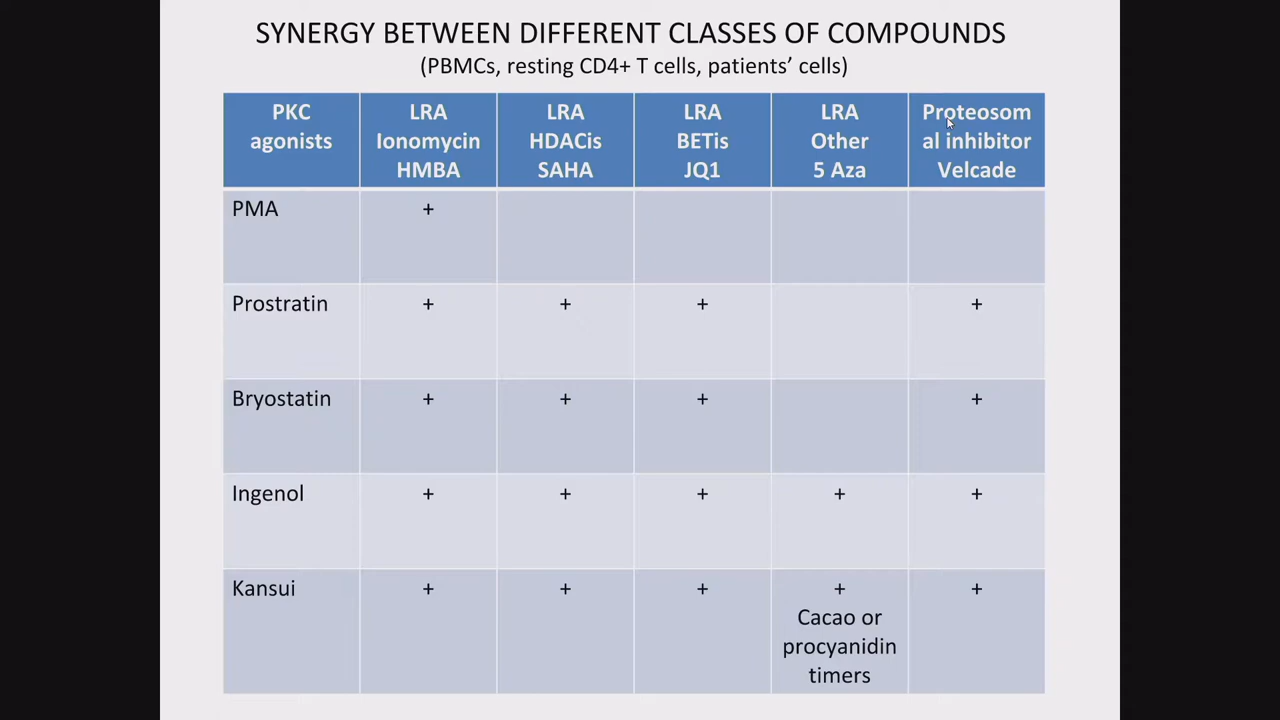 SYNERGY BETWEEN DIFFERENT CLASSES OF COMPOUNDS
(PBMCs, resting CD4+ T cells, patients’ cells)
PKC
agonists
LRA
Ionomycin
HMBA
LRA
HDACis
SAHA
LRA
BETis
JQ1
LRA
Other
5 Aza
Proteosom
al inhibitor
Velcade
PMA +
Prostratin + + + +
Bryostatin + + + +
Ingenol + + + + +
Kansui + + + + +
Cacao or
procyanidin
timers